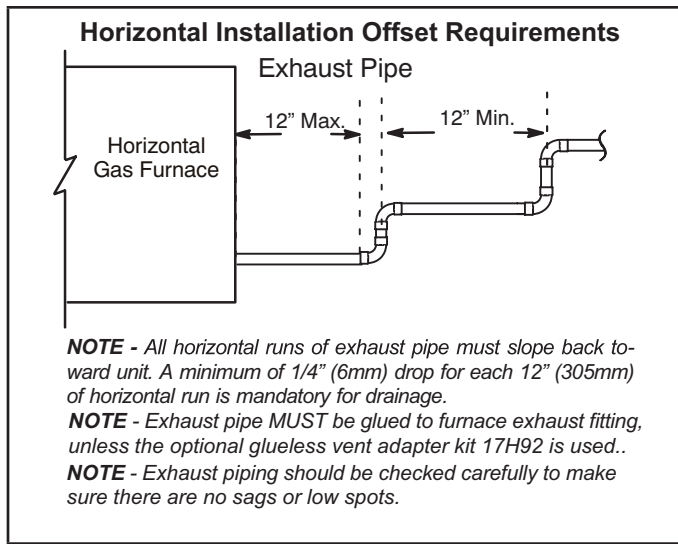 Horizontal Installation Offset Requirements
Exhaust Pipe
12” Max.
12” Min.
Horizontal
Gas Furnace
NOTE - All horizontal runs of exhaust pipe must slope back to-
ward unit. A minimum of 1/4” (6mm) drop for each 12” (305mm)
of horizontal run is mandatory for drainage.
NOTE - Exhaust pipe MUST be glued to furnace exhaust fitting,
unless the optional glueless vent adapter kit 17H92 is used..
NOTE - Exhaust piping should be checked carefully to make
sure there are no sags or low spots.